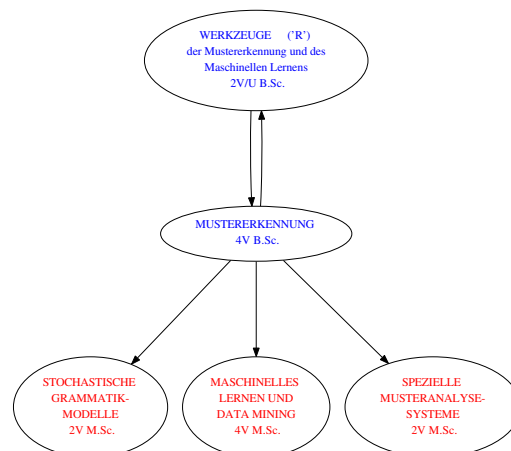 WERKZEUGE ('R')
der Mustererkennung und des
Maschinellen Lernens
2V/U B.Sc.
MUSTERERKENNUNG
4V B.Sc.
STOCHASTISCHE
GRAMMATIK-
MODELLE
2V M.Sc.
MASCHINELLES
LERNEN UND
DATA MINING
4V M.Sc.
SPEZIELLE
MUSTERANALYSE-
SYSTEME
2V M.Sc.